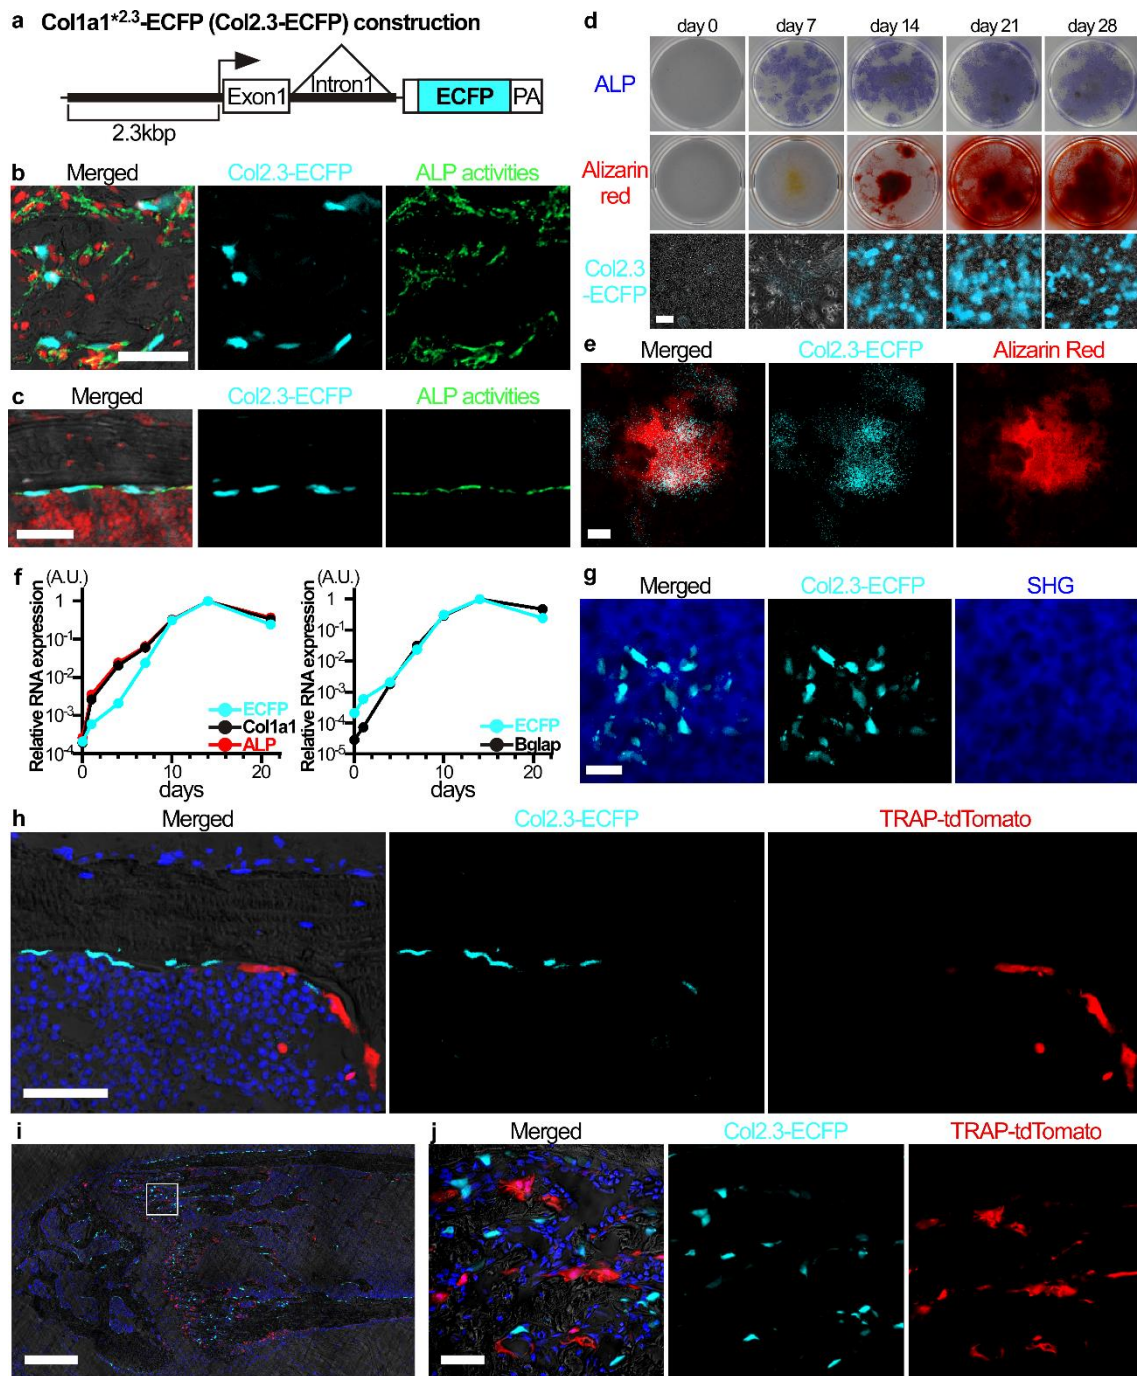 a Col1a1*2.3-ECFP (Col2.3-ECFP) construction
Exon1
Intron1
ECFP
PA
2.3kbp
b Merged Col2.3-ECFP ALP activities
c Merged Col2.3-ECFP ALP activities
d day 0 day 7 day 14 day 21 day 28
ALP
Alizarin
red
Col2.3
-ECFP
e Merged Col2.3-ECFP Alizarin Red
f (A.U.)
Relative RNA expression
1
10-1
10-2
10-3
10-4
0 10 20
days
ECFP
Col1a1
ALP
(A.U.)
Relative RNA expression
1
10-1
10-2
10-3
10-4
10-5
0 10 20
days
ECFP
Bglap
g Merged Col2.3-ECFP SHG
h Merged Col2.3-ECFP TRAP-tdTomato
i
j Merged Col2.3-ECFP TRAP-tdTomato